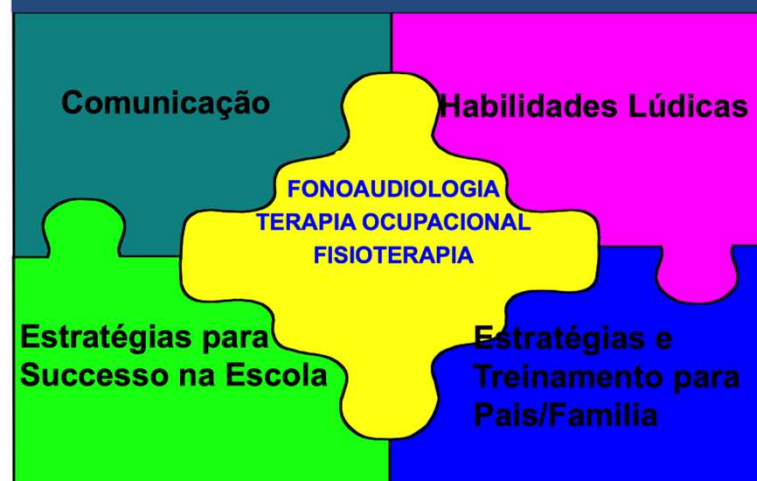 Comunicação
Habilidades Lúdicas
FONOAUDIOLOGIA
TERAPIA OCUPACIONAL
FISIOTERAPIA
Estratégias para
Successo na Escola
Estratégias e
Treinamento para
Pais/Familia